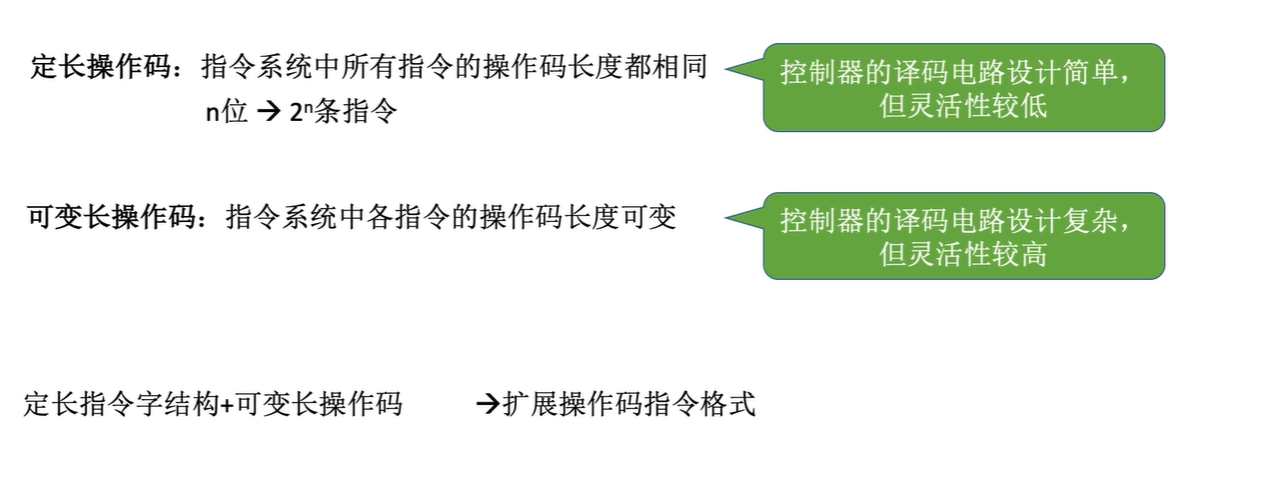 定长操作码：指令系统中所有指令的操作码长度都相同
n位 → 2ⁿ条指令
控制器的译码电路设计简单，
但灵活性较低
可变长操作码：指令系统中各指令的操作码长度可变
控制器的译码电路设计复杂，
但灵活性较高
定长指令字结构+可变长操作码 →扩展操作码指令格式